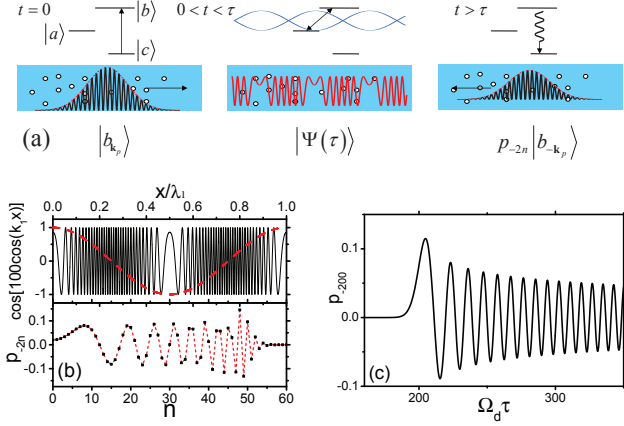 t = 0
|a⟩
|b⟩
|c⟩
0 < t < τ
t > τ
(a)
|b_{k_p}⟩
|Ψ(τ)⟩
p_{-2n}|b_{-k_p}⟩
x/λ₁
0.0 0.2 0.4 0.6 0.8 1.0
cos[100cos(k₁x)]
1
0
-1
p_{-2n}
0.1
0.0
-0.1
(b)
0 10 20 30 40 50 60
n
p_{-200}
0.1
0.0
-0.1
(c)
200 300
Ω_dτ